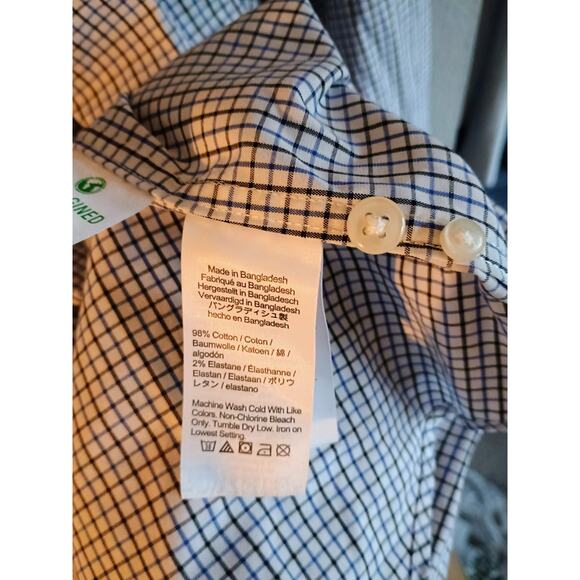 GINED
Made in Bangladesh
Fabriqué au Bangladesh
Hergestellt in Bangladesch
Vervaardigd in Bangladesh
バングラディシュ製
hecho en Bangladesh
98% Cotton / Coton /
Baumwolle / Katoen / 綿 /
algodón
2% Elastane / Élasthanne /
Elastan / Elastaan / ポリウ
レタン / elastano
Machine Wash Cold With Like
Colors. Non-Chlorine Bleach
Only. Tumble Dry Low. Iron on
Lowest Setting.